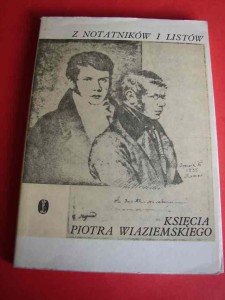 Z NOTATNIKÓW I LISTÓW
KSIĘCIA
PIOTRA WIAZIEMSKIEGO